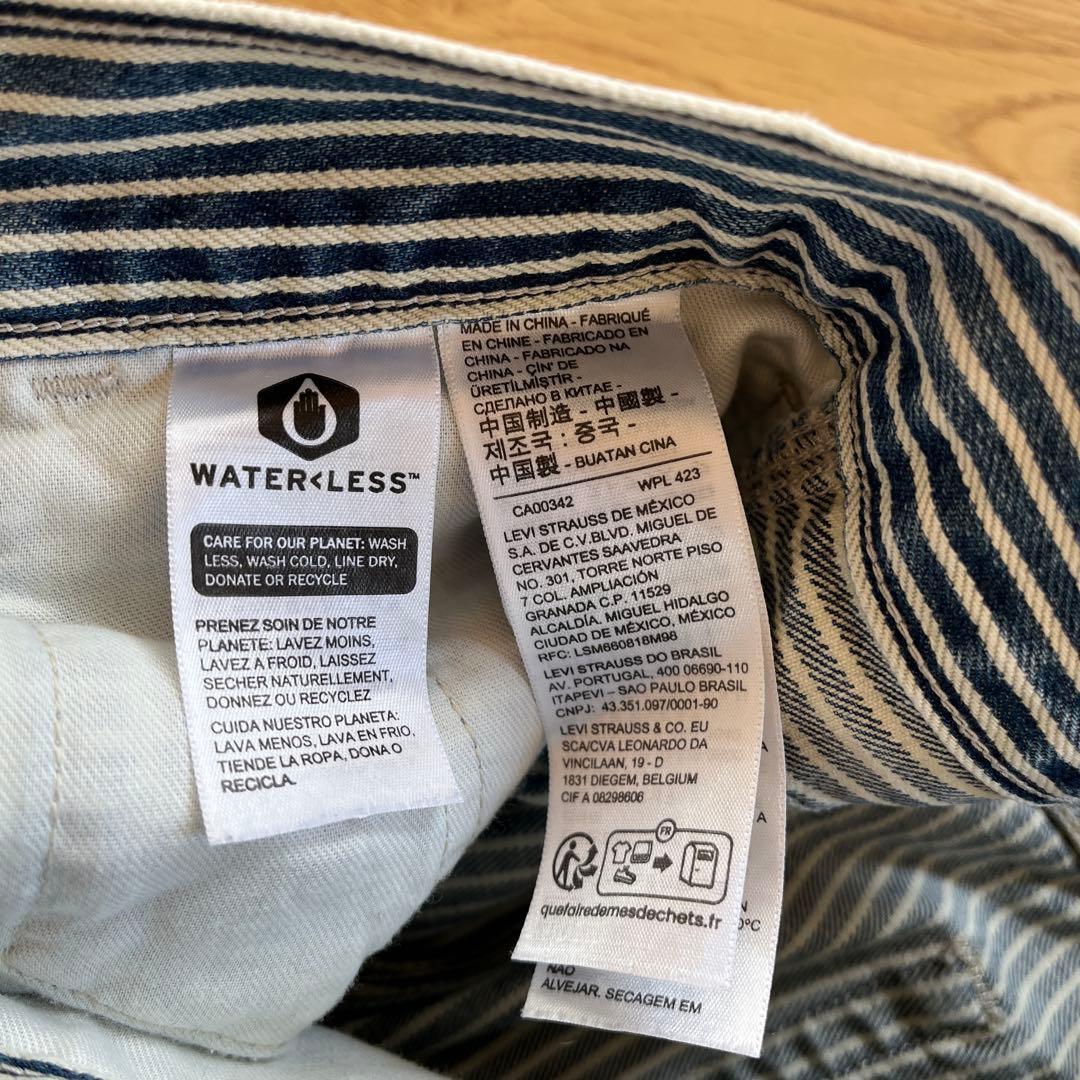 WATER<LESS™
CARE FOR OUR PLANET: WASH
LESS, WASH COLD, LINE DRY,
DONATE OR RECYCLE
PRENEZ SOIN DE NOTRE
PLANETE: LAVEZ MOINS,
LAVEZ A FROID, LAISSEZ
SECHER NATURELLEMENT,
DONNEZ OU RECYCLEZ
CUIDA NUESTRO PLANETA:
LAVA MENOS, LAVA EN FRIO,
TIENDE LA ROPA, DONA O
RECICLA.
MADE IN CHINA - FABRIQUÉ
EN CHINE - FABRICADO EN
CHINA - FABRICADO NA
CHINA - ÇIN' DE
ÜRETİLMİŞTİR -
СДЕЛАНО В КИТАЕ -
中国制造 - 中國製 -
제조국 : 중국 -
中国製 - BUATAN CINA
CA00342 WPL 423
LEVI STRAUSS DE MÉXICO
S.A. DE C.V.BLVD. MIGUEL DE
CERVANTES SAAVEDRA
NO. 301, TORRE NORTE PISO
7 COL. AMPLIACIÓN
GRANADA C.P. 11529
ALCALDÍA. MIGUEL HIDALGO
CIUDAD DE MÉXICO, MÉXICO
RFC: LSM660818M98
LEVI STRAUSS DO BRASIL
AV. PORTUGAL, 400 06690-110
ITAPEVI - SAO PAULO BRASIL
CNPJ: 43.351.097/0001-90
LEVI STRAUSS & CO. EU
SCA/CVA LEONARDO DA
VINCILAAN, 19 - D
1831 DIEGEM, BELGIUM
CIF A 08298606
FR
quefairedemesdechets.fr
A
N
0°C
NÃO
ALVEJAR. SECAGEM EM